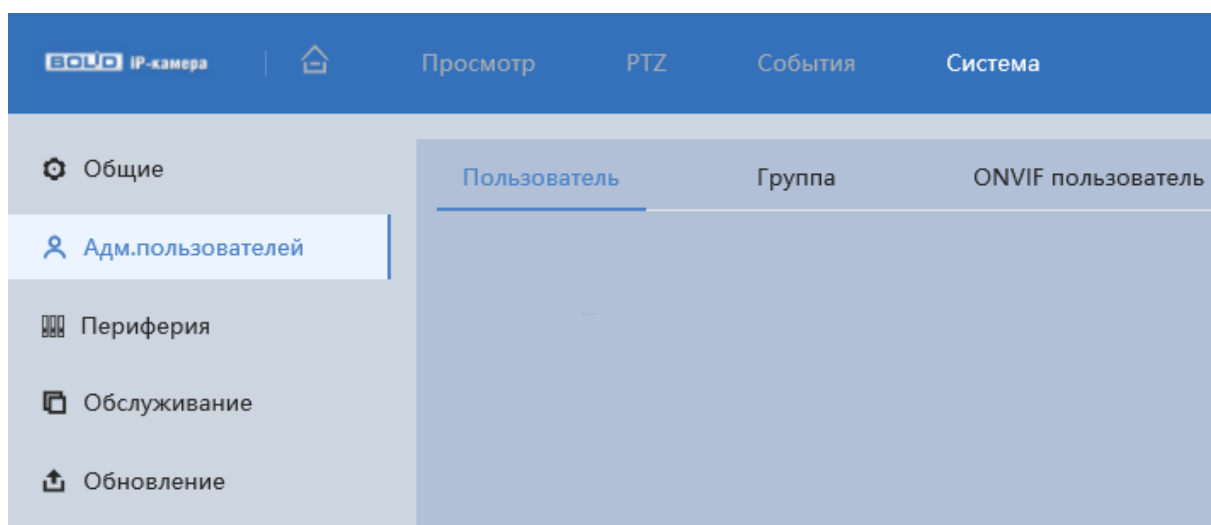 BOLID IP-камера Просмотр PTZ События Система
Общие
Пользователь Группа ONVIF пользователь
Адм.пользователей
Периферия
Обслуживание
Обновление